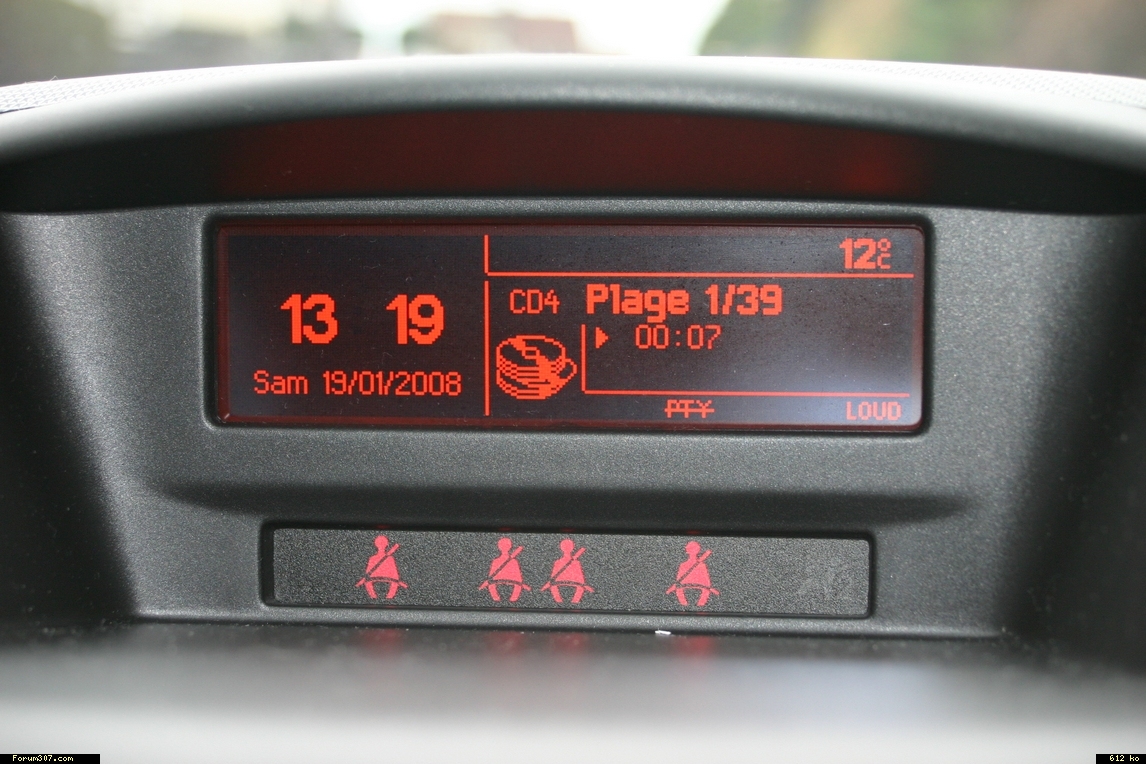 12°C
13 19
Sam 19/01/2008
CD4 Plage 1/39
00:07
PTY
LOUD
Forum307.com
612 ko